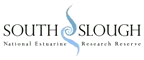 SOUTH SLOUGH
National Estuarine Research Reserve